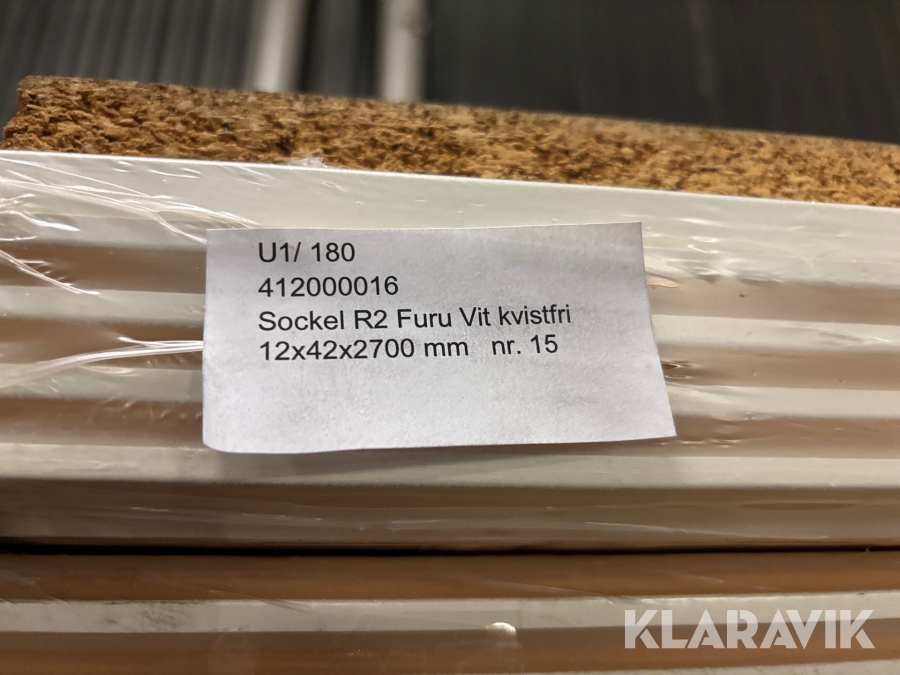 U1/ 180
412000016
Sockel R2 Furu Vit kvistfri
12x42x2700 mm nr. 15
KLARAVIK